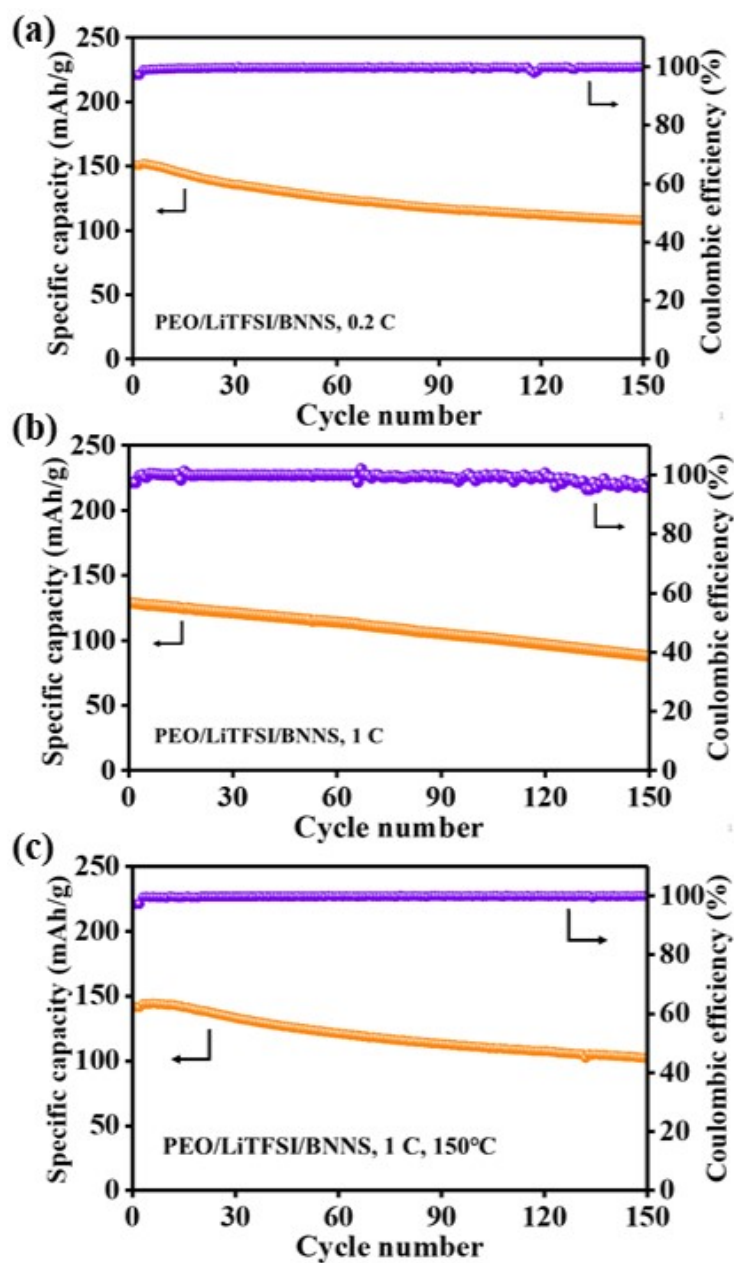 (a)
250
200
150
100
50
0
Specific capacity (mAh/g)
100
80
60
40
20
0
Coulombic efficiency (%)
PEO/LiTFSI/BNNS, 0.2 C
0 30 60 90 120 150
Cycle number
(b)
250
200
150
100
50
0
Specific capacity (mAh/g)
100
80
60
40
20
0
Coulombic efficiency (%)
PEO/LiTFSI/BNNS, 1 C
0 30 60 90 120 150
Cycle number
(c)
250
200
150
100
50
0
Specific capacity (mAh/g)
100
80
60
40
20
0
Coulombic efficiency (%)
PEO/LiTFSI/BNNS, 1 C, 150°C
0 30 60 90 120 150
Cycle number